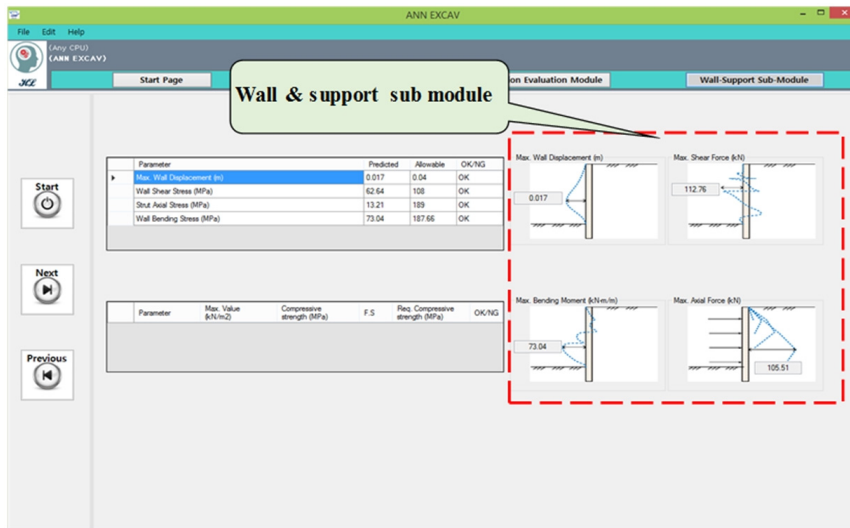 ANN EXCAV
File Edit Help
(Any CPU)
(ANN EXCAV)
Start Page
on Evaluation Module
Wall-Support Sub-Module
Wall & support sub module
Parameter Predicted Allowable OK/NG
Max. Wall Displacement (m) 0.017 0.04 OK
Wall Shear Stress (MPa) 62.64 108 OK
Strut Axial Stress (MPa) 13.21 189 OK
Wall Bending Stress (MPa) 73.04 187.66 OK
Max. Wall Displacement (m)
0.017
Max. Shear Force (kN)
112.76
Start
Next
Previous
Parameter Max. Value (kN/m2) Compressive strength (MPa) F.S Req. Compressive strength (MPa) OK/NG
Max. Bending Moment (kN·m/m)
73.04
Max. Axial Force (kN)
105.51